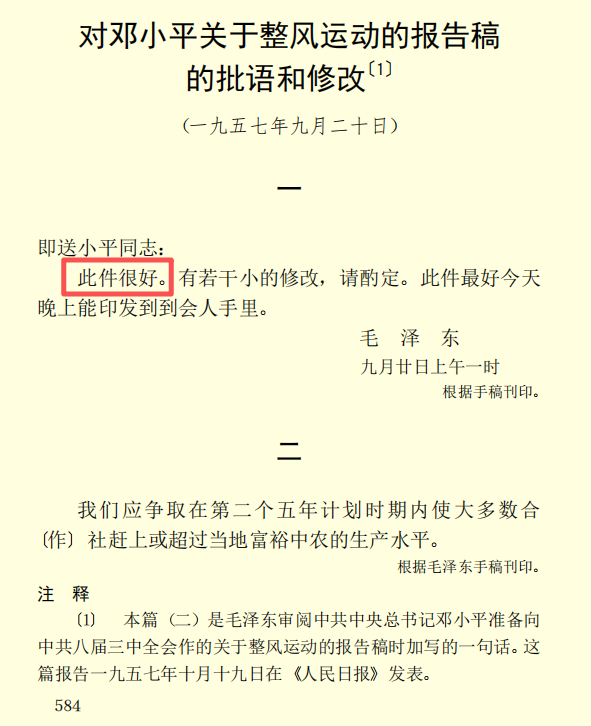 对邓小平关于整风运动的报告稿
的批语和修改〔1〕
(一九五七年九月二十日)
一
即送小平同志:
此件很好。有若干小的修改,请酌定。此件最好今天
晚上能印发到到会人手里。
毛 泽 东
九月廿日上午一时
根据手稿刊印。
二
我们应争取在第二个五年计划时期内使大多数合
〔作〕社赶上或超过当地富裕中农的生产水平。
根据毛泽东手稿刊印。
注 释
〔1〕 本篇(二)是毛泽东审阅中共中央总书记邓小平准备向
中共八届三中全会作的关于整风运动的报告稿时加写的一句话。这
篇报告一九五七年十月十九日在《人民日报》发表。
584